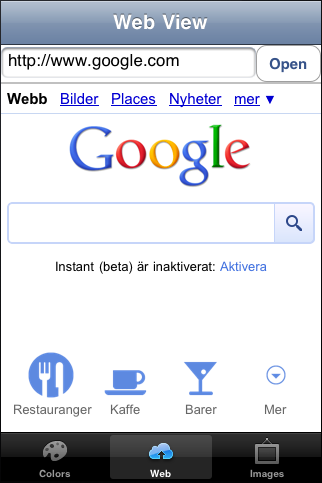 Web View
http://www.google.com Open
Webb Bilder Places Nyheter mer ▼
Google
Instant (beta) är inaktiverat: Aktivera
Restauranger Kaffe Barer Mer
Colors Web Images